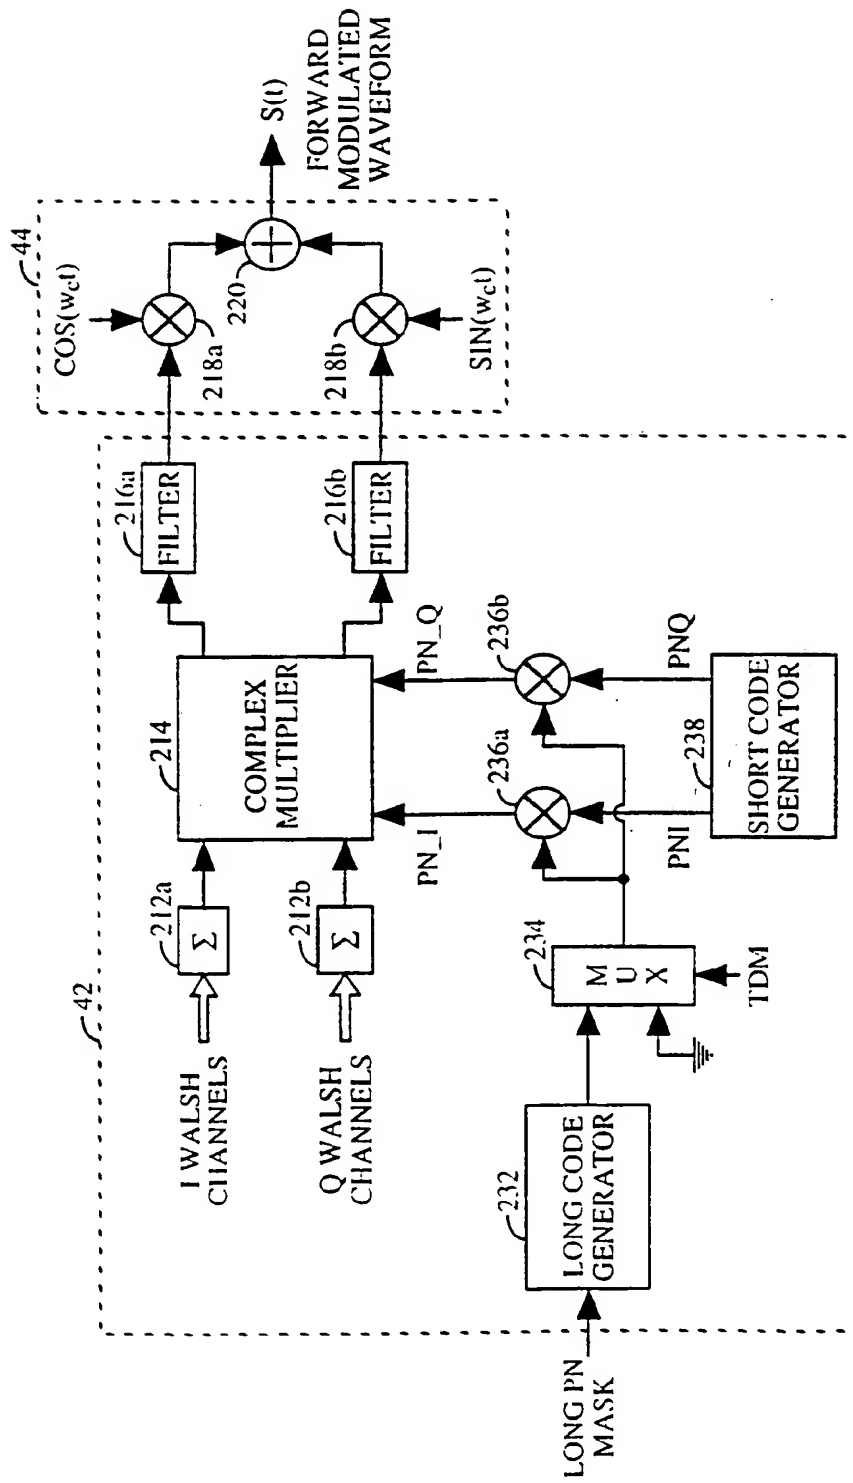 42
44
I WALSH
CHANNELS
212a
Σ
Q WALSH
CHANNELS
212b
Σ
214
COMPLEX
MULTIPLIER
216a
FILTER
216b
FILTER
COS(wct)
218a
218b
SIN(wct)
220
S(t)
FORWARD
MODULATED
WAVEFORM
PN_I
PN_Q
236a
236b
PNI
PNQ
LONG PN
MASK
232
LONG CODE
GENERATOR
234
M
U
X
TDM
238
SHORT CODE
GENERATOR